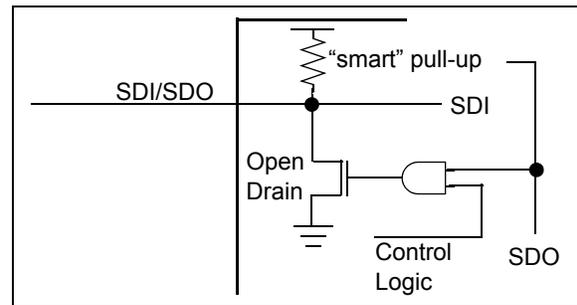 “smart” pull-up
SDI/SDO
SDI
Open
Drain
Control
Logic
SDO